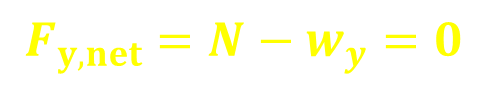 F_y,net = N − w_y = 0